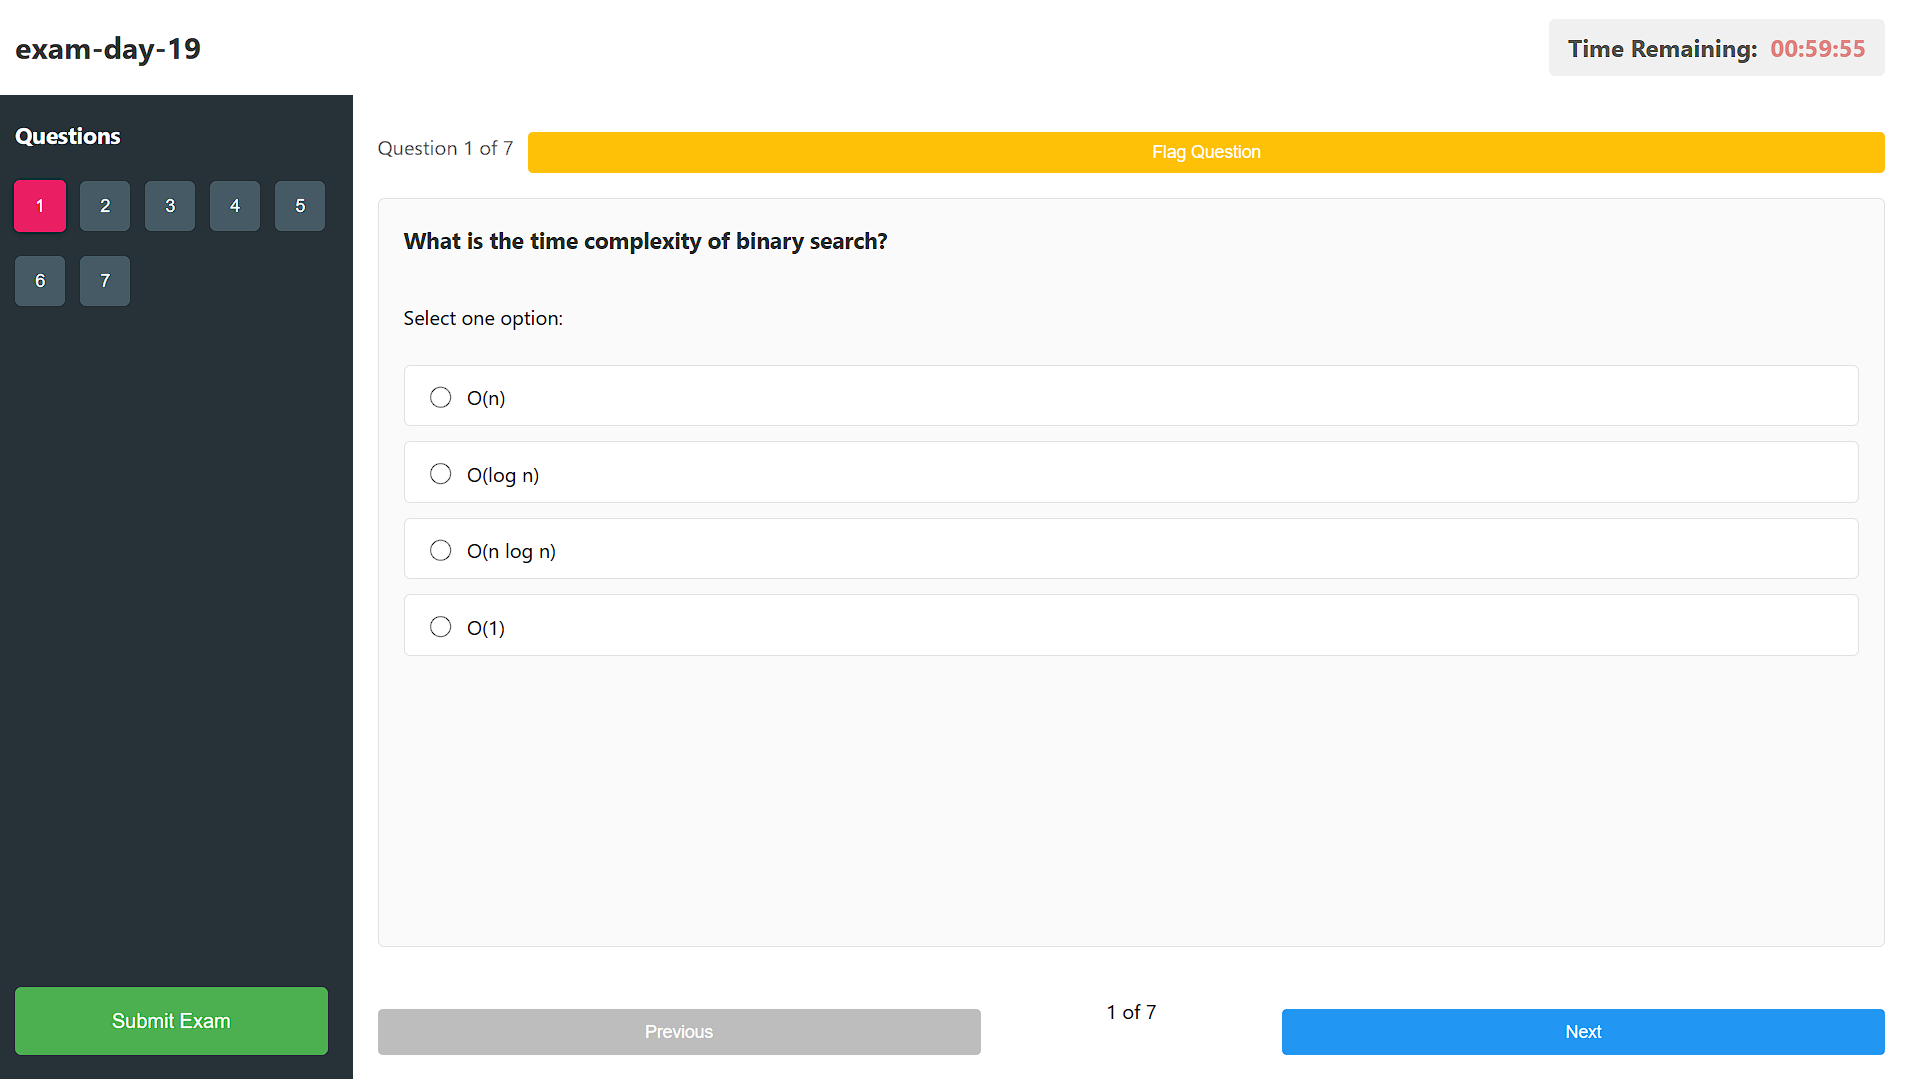 exam-day-19
Time Remaining: 00:59:55
Questions
1 2 3 4 5
6 7
Submit Exam
Question 1 of 7
Flag Question
What is the time complexity of binary search?
Select one option:
O(n)
O(log n)
O(n log n)
O(1)
Previous
1 of 7
Next